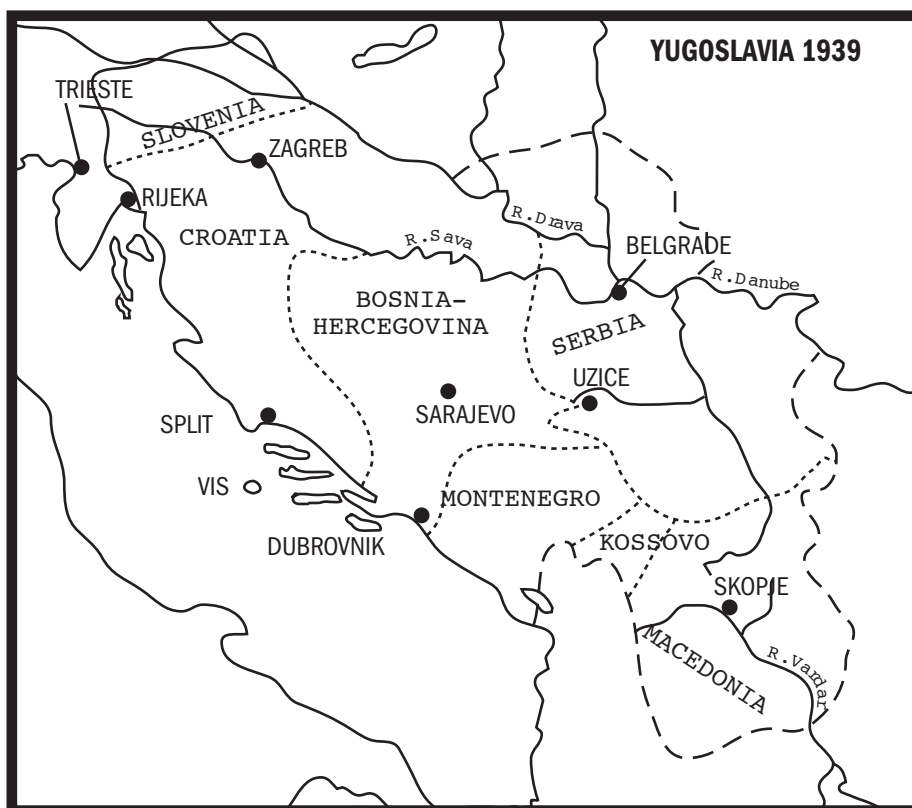 YUGOSLAVIA 1939
TRIESTE
SLOVENIA
ZAGREB
RIJEKA
CROATIA
R.Sava
R.Drava
BELGRADE
R.Danube
BOSNIA-
HERCEGOVINA
SERBIA
UZICE
SARAJEVO
SPLIT
VIS
MONTENEGRO
DUBROVNIK
KOSSOVO
SKOPJE
MACEDONIA
R.Vardar